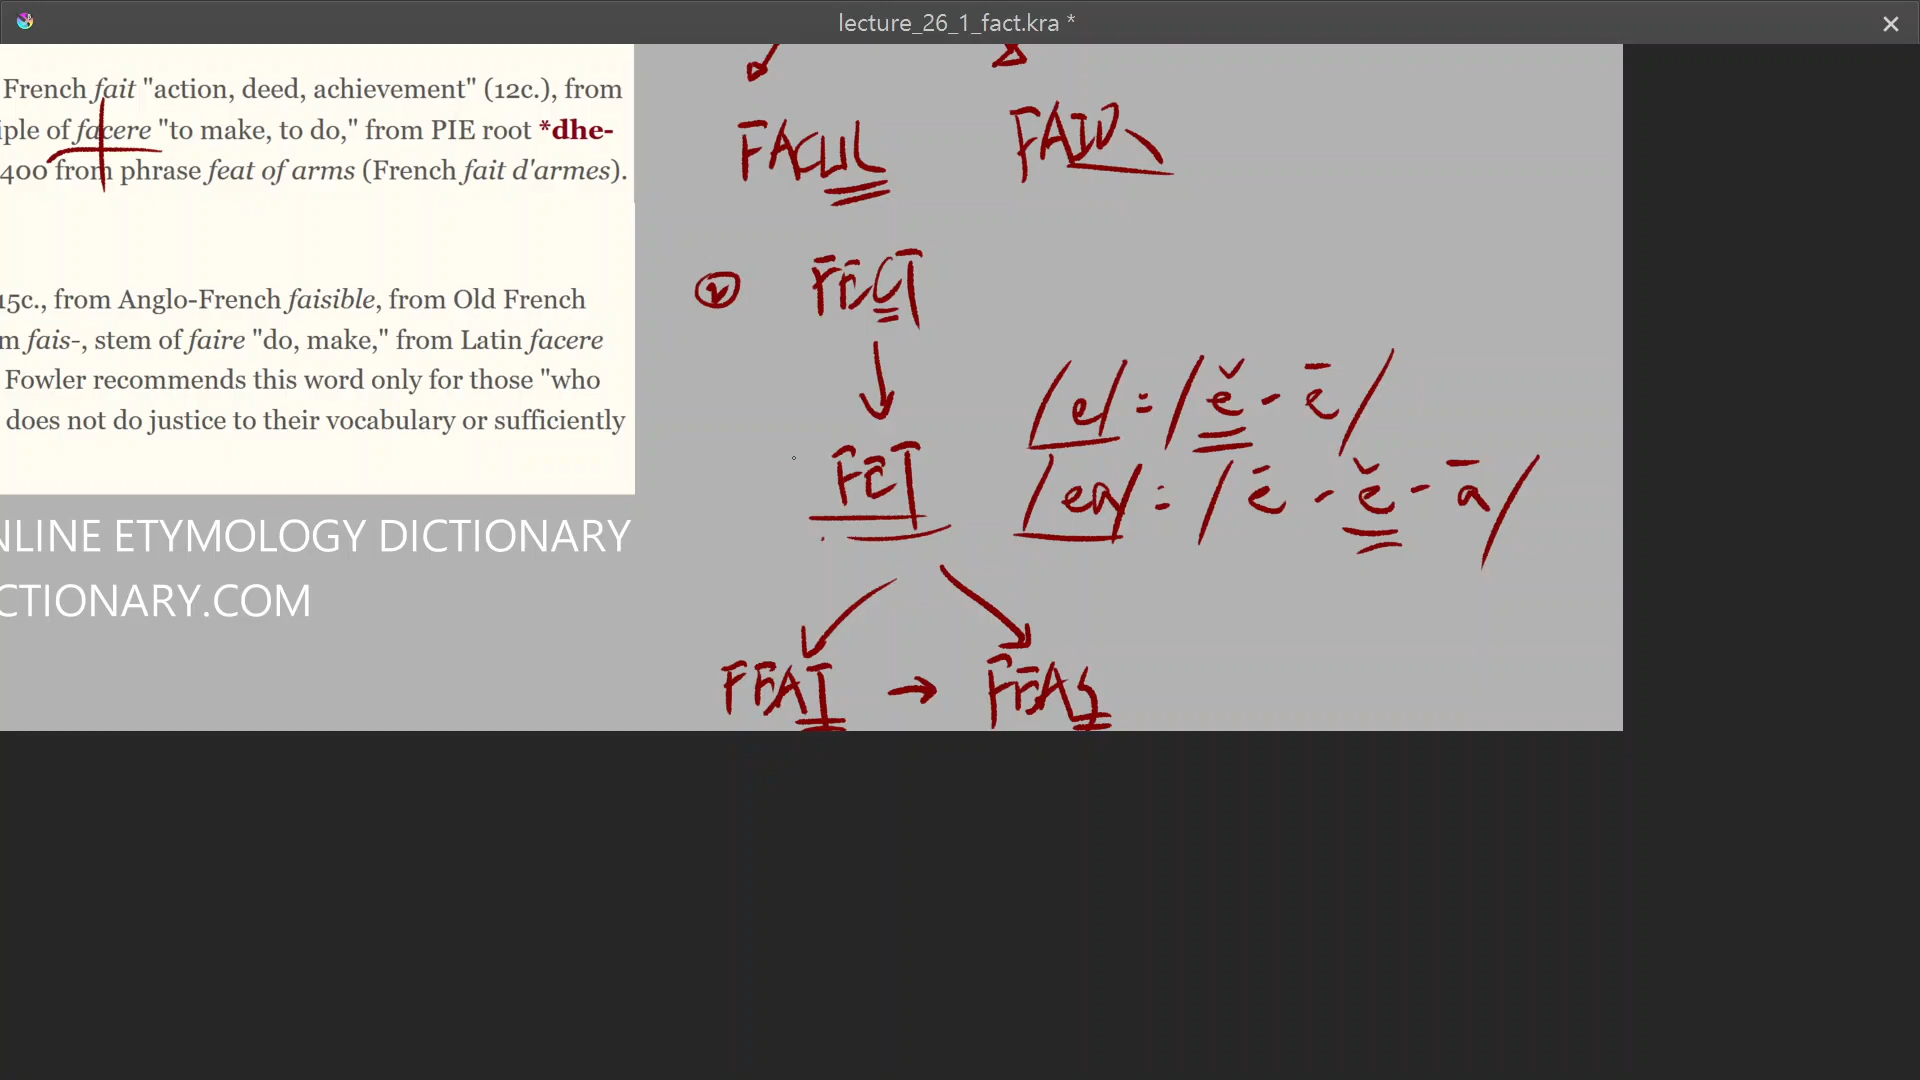 lecture_26_1_fact.kra *
French fait "action, deed, achievement" (12c.), from
iple of facere "to make, to do," from PIE root *dhe-
400 from phrase feat of arms (French fait d'armes).
15c., from Anglo-French faisible, from Old French
m fais-, stem of faire "do, make," from Latin facere
Fowler recommends this word only for those "who
does not do justice to their vocabulary or sufficiently
NLINE ETYMOLOGY DICTIONARY
CTIONARY.COM
FACUL
② FECT
/e/ = /ĕ - ē/
FET /ea/ = /ē - ĕ - ā/
FEAT → FEAS